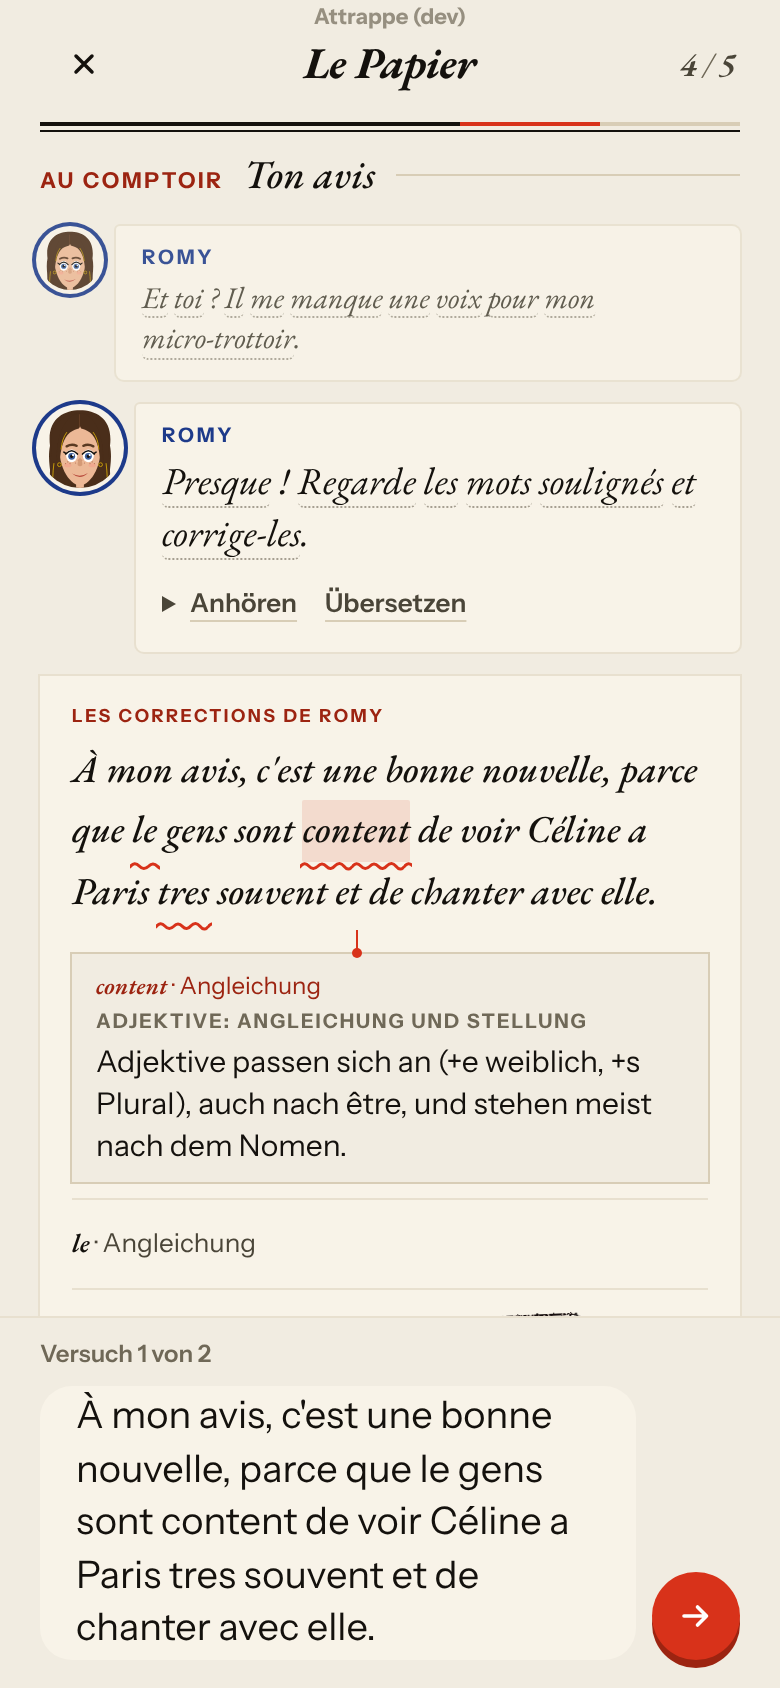 Attrappe (dev)
× Le Papier 4/5
AU COMPTOIR Ton avis
ROMY
Et toi ? Il me manque une voix pour mon
micro-trottoir.
ROMY
Presque ! Regarde les mots soulignés et
corrige-les.
▶ Anhören Übersetzen
LES CORRECTIONS DE ROMY
À mon avis, c'est une bonne nouvelle, parce
que le gens sont content de voir Céline a
Paris tres souvent et de chanter avec elle.
content · Angleichung
ADJEKTIVE: ANGLEICHUNG UND STELLUNG
Adjektive passen sich an (+e weiblich, +s
Plural), auch nach être, und stehen meist
nach dem Nomen.
le · Angleichung
Versuch 1 von 2
À mon avis, c'est une bonne
nouvelle, parce que le gens
sont content de voir Céline a
Paris tres souvent et de
chanter avec elle.
→